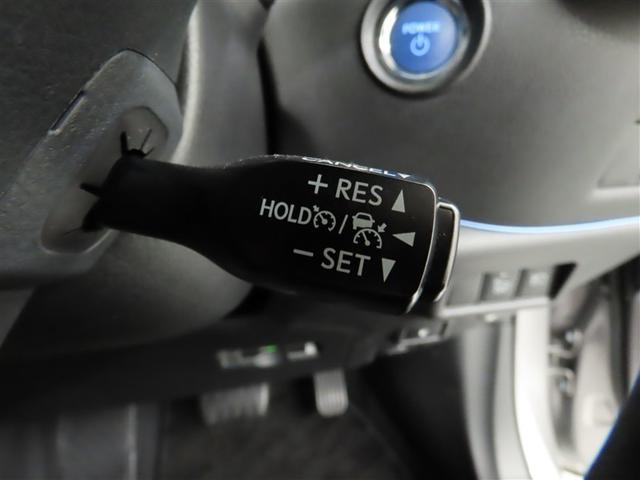 POWER
CANCEL▼
+ RES ▲
HOLD / ◀
− SET ▼